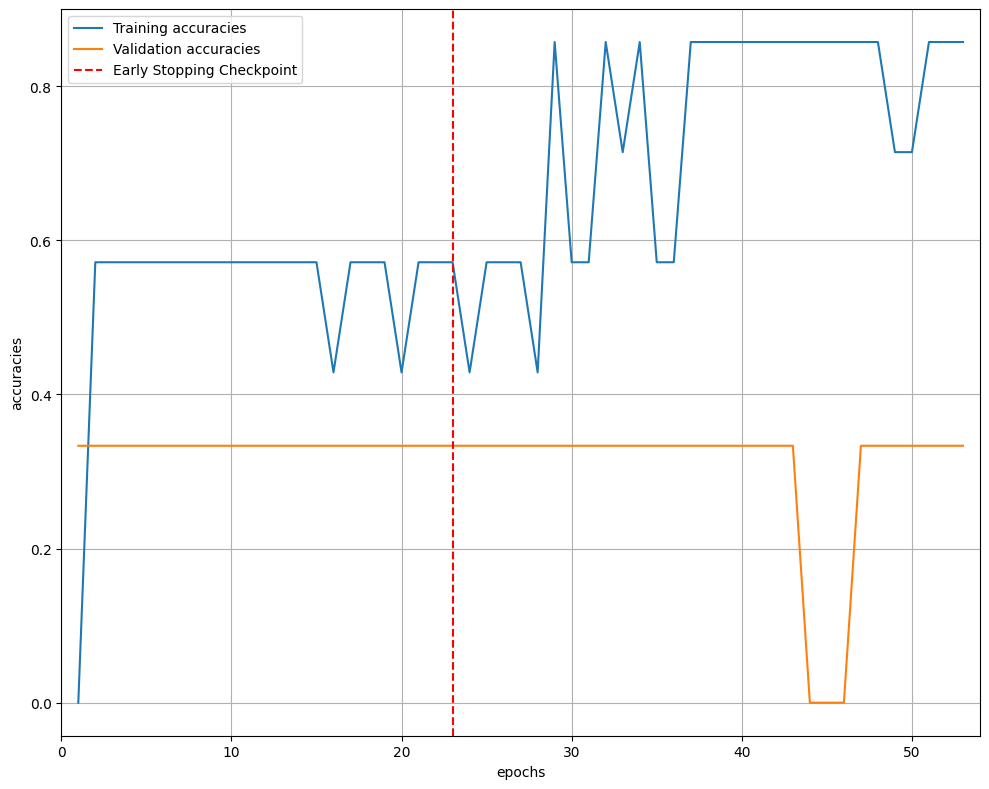 Training accuracies
Validation accuracies
Early Stopping Checkpoint
0.8
0.6
0.4
0.2
0.0
accuracies
0 10 20 30 40 50
epochs